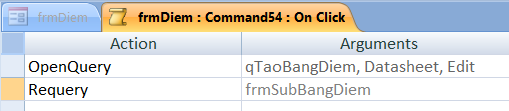 frmDiem frmDiem : Command54 : On Click
Action Arguments
OpenQuery qTaoBangDiem, Datasheet, Edit
Requery frmSubBangDiem